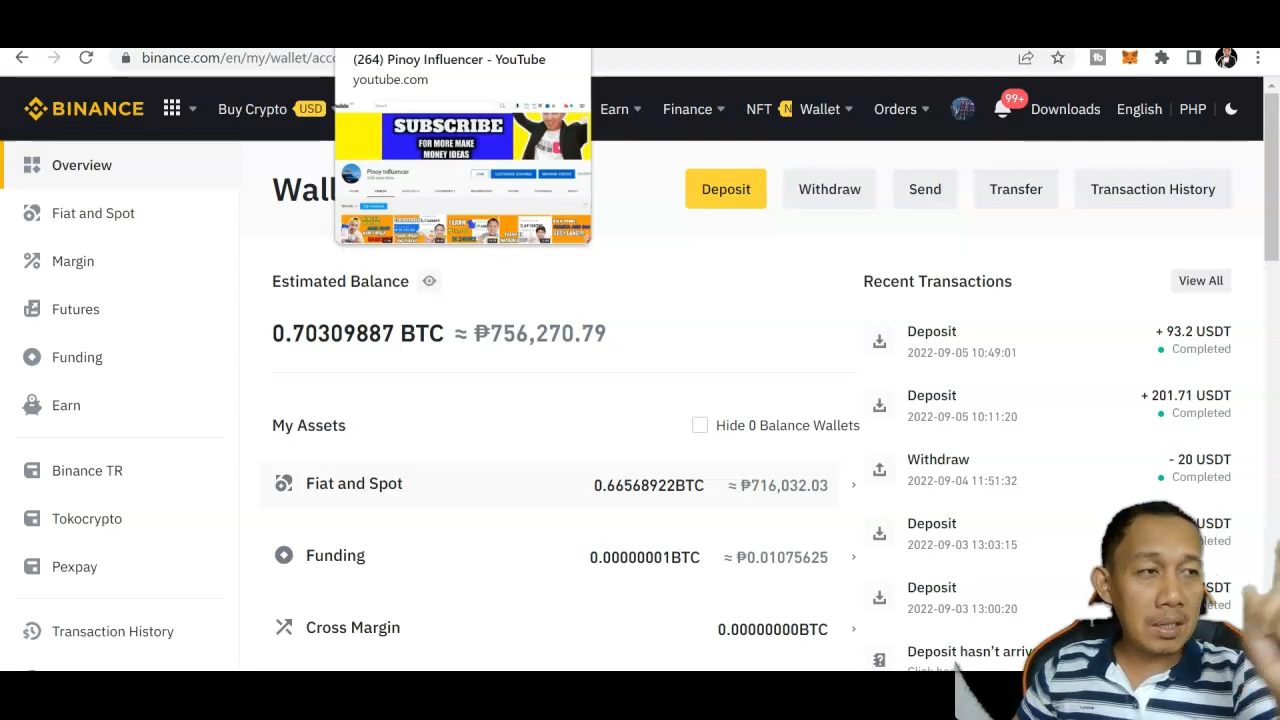 binance.com/en/my/wallet/acco
(264) Pinoy Influencer - YouTube
youtube.com
SUBSCRIBE
FOR MORE MAKE
MONEY IDEAS
Pinoy Influencer
BINANCE
Buy Crypto USD
Earn
Finance
NFT N
Wallet
Orders
99+
Downloads
English
PHP
Overview
Fiat and Spot
Margin
Futures
Funding
Earn
Binance TR
Tokocrypto
Pexpay
Transaction History
Wall
Deposit
Withdraw
Send
Transfer
Transaction History
Estimated Balance
0.70309887 BTC ≈ ₱756,270.79
My Assets
Hide 0 Balance Wallets
Fiat and Spot 0.66568922BTC ≈ ₱716,032.03
Funding 0.00000001BTC ≈ ₱0.01075625
Cross Margin 0.00000000BTC
Recent Transactions
View All
Deposit + 93.2 USDT
2022-09-05 10:49:01 Completed
Deposit + 201.71 USDT
2022-09-05 10:11:20 Completed
Withdraw - 20 USDT
2022-09-04 11:51:32 Completed
Deposit USDT
2022-09-03 13:03:15 pleted
Deposit SDT
2022-09-03 13:00:20 eted
Deposit hasn't arriv